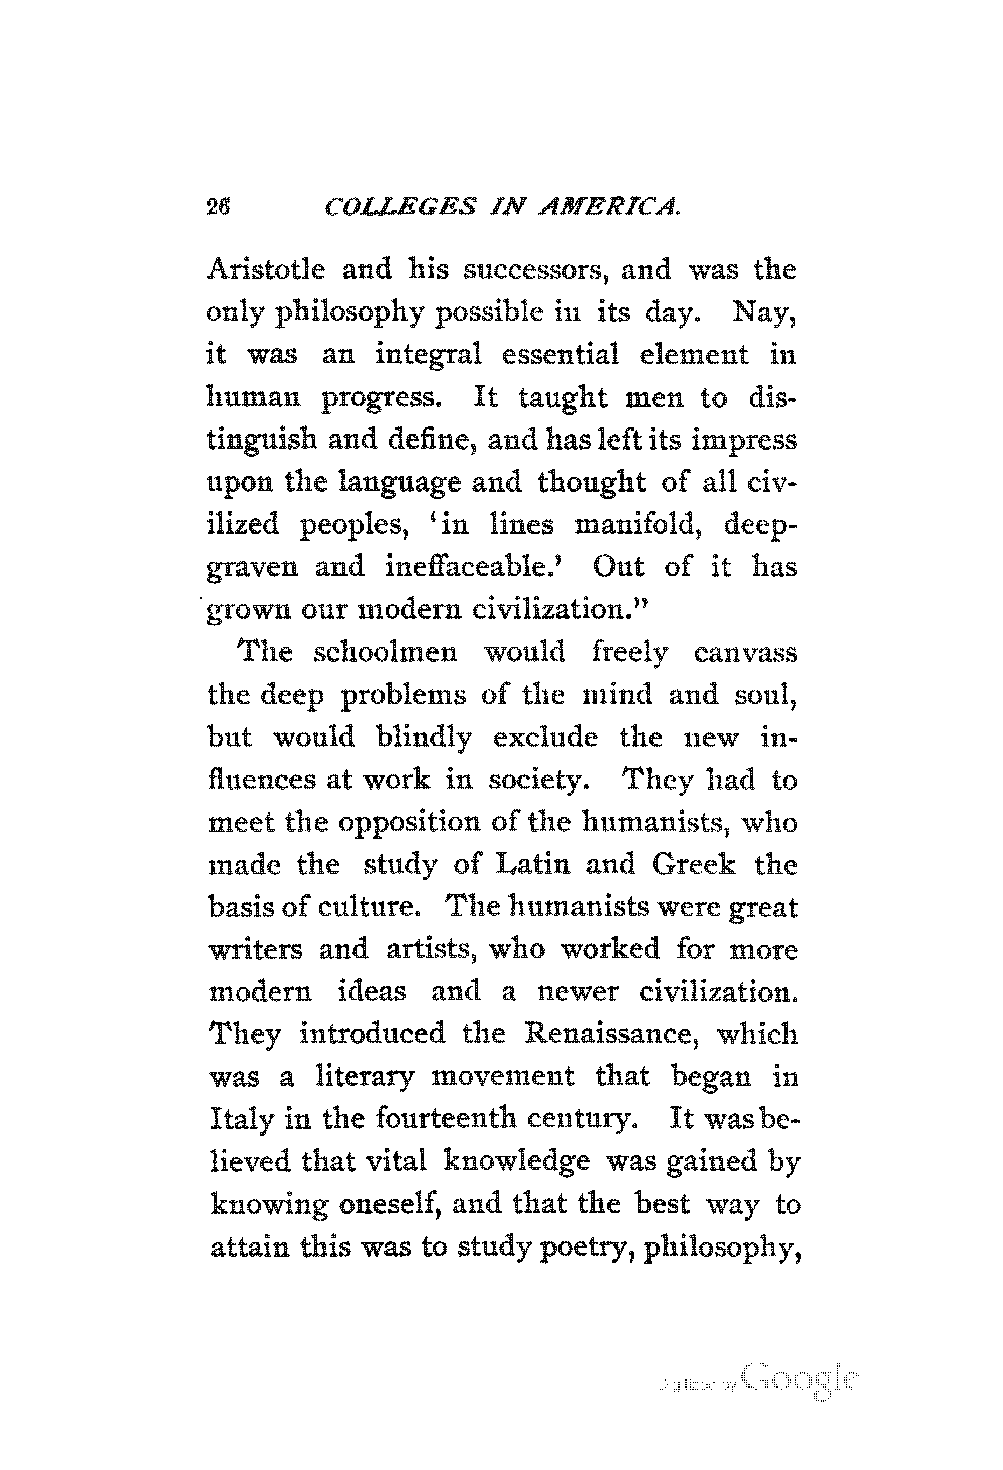 26 COLLEGES IN AMERICA.
Aristotle and his successors, and was the
only philosophy possible in its day. Nay,
it was an integral essential element in
human progress. It taught men to dis-
tinguish and define, and has left its impress
upon the language and thought of all civ-
ilized peoples, ‘in lines manifold, deep-
graven and ineffaceable.’ Out of it has
grown our modern civilization.”
The schoolmen would freely canvass
the deep problems of the mind and soul,
but would blindly exclude the new in-
fluences at work in society. They had to
meet the opposition of the humanists, who
made the study of Latin and Greek the
basis of culture. The humanists were great
writers and artists, who worked for more
modern ideas and a newer civilization.
They introduced the Renaissance, which
was a literary movement that began in
Italy in the fourteenth century. It was be-
lieved that vital knowledge was gained by
knowing oneself, and that the best way to
attain this was to study poetry, philosophy,
Digitized by Google